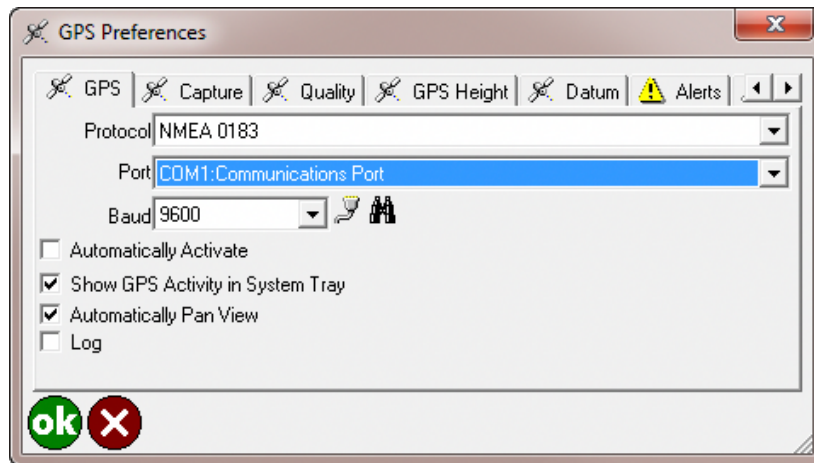 GPS Preferences
GPS Capture Quality GPS Height Datum Alerts
Protocol NMEA 0183
Port COM1:Communications Port
Baud 9600
Automatically Activate
Show GPS Activity in System Tray
Automatically Pan View
Log
ok